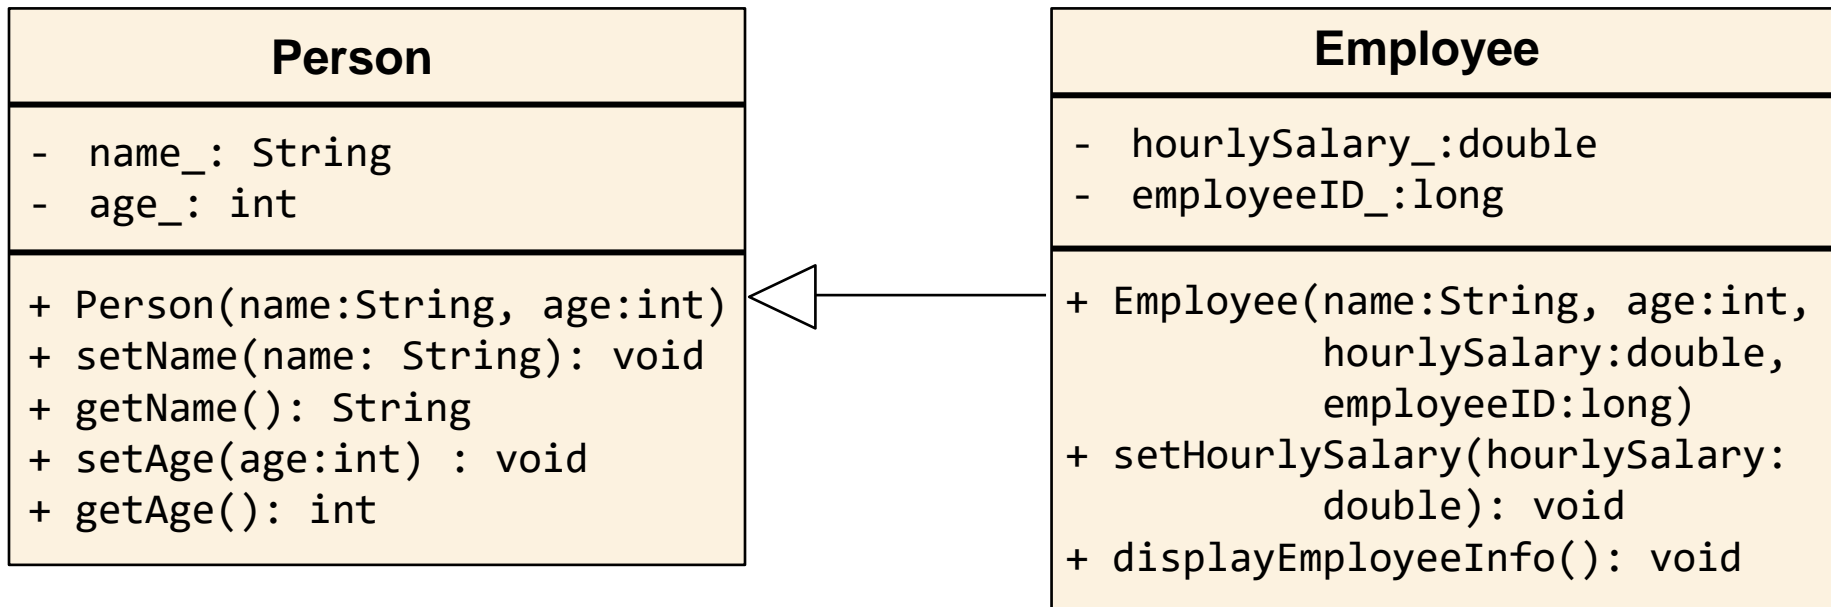 Person
- name_: String
- age_: int
+ Person(name:String, age:int)
+ setName(name: String): void
+ getName(): String
+ setAge(age:int) : void
+ getAge(): int
Employee
- hourlySalary_:double
- employeeID_:long
+ Employee(name:String, age:int,
hourlySalary:double,
employeeID:long)
+ setHourlySalary(hourlySalary:
double): void
+ displayEmployeeInfo(): void